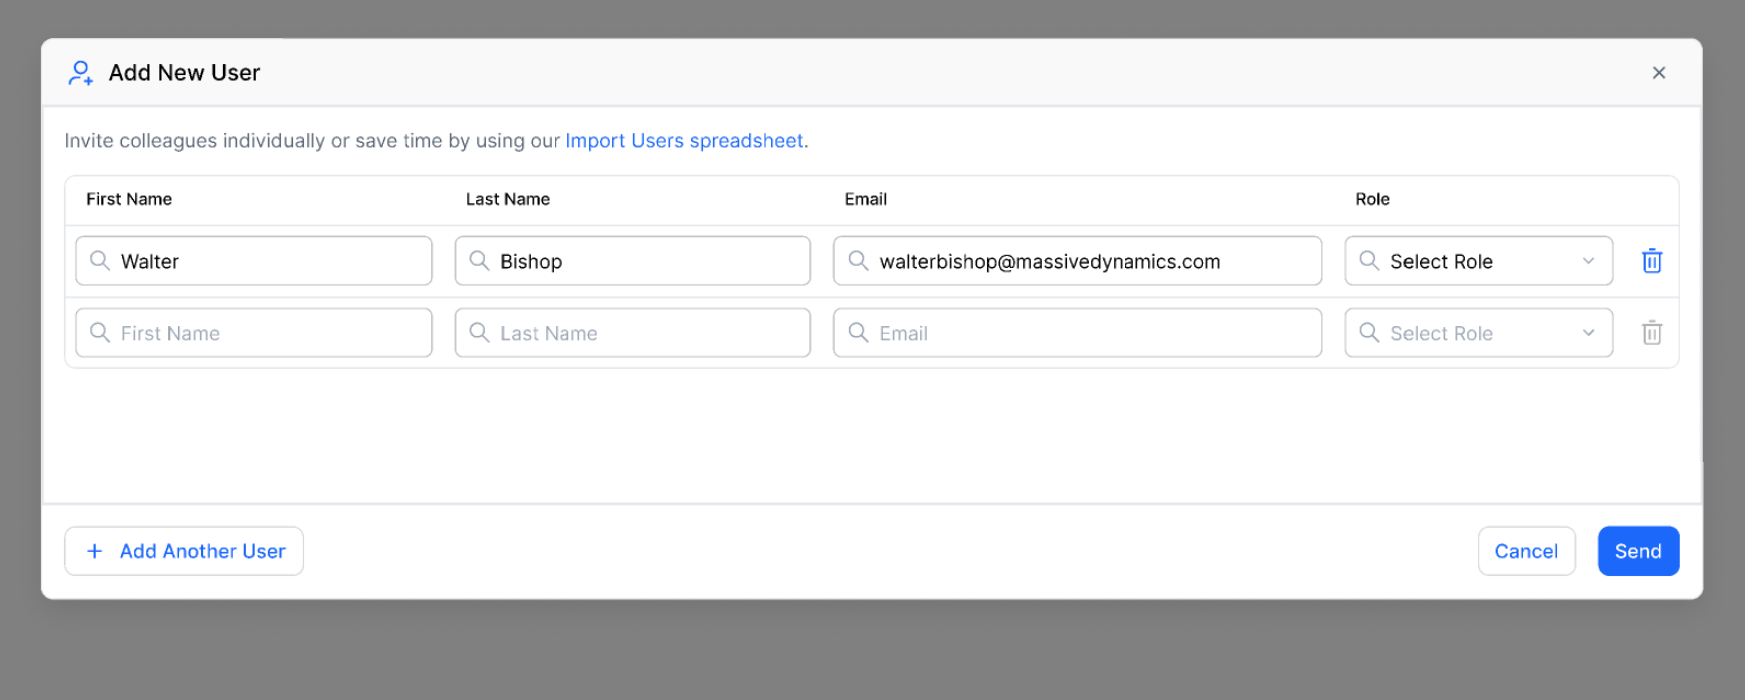 Add New User
Invite colleagues individually or save time by using our Import Users spreadsheet.
First Name Last Name Email Role
Walter Bishop walterbishop@massivedynamics.com Select Role
First Name Last Name Email Select Role
+ Add Another User Cancel Send